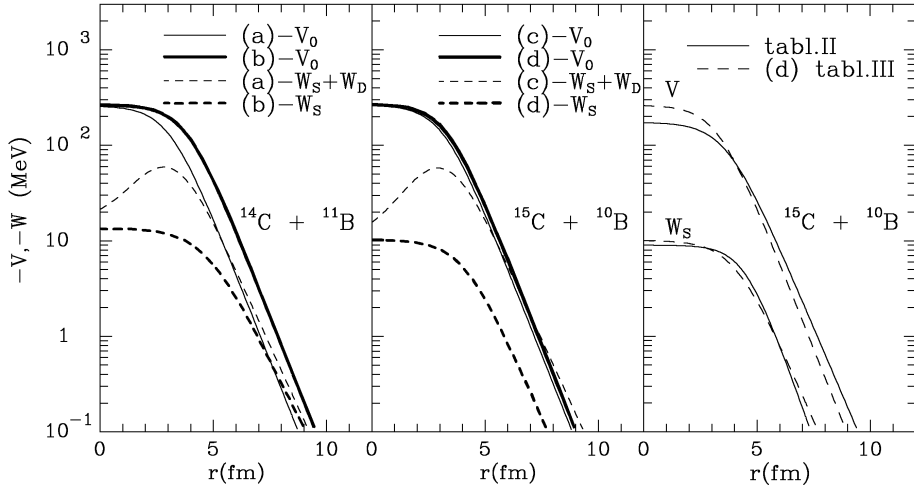 10³
10²
10
1
10⁻¹
-V,-W (MeV)
(a)-V₀
(b)-V₀
(a)-W_S+W_D
(b)-W_S
¹⁴C + ¹¹B
0
5
10
r(fm)
(c)-V₀
(d)-V₀
(c)-W_S+W_D
(d)-W_S
¹⁵C + ¹⁰B
0
5
10
r(fm)
tabl.II
(d) tabl.III
V
W_S
¹⁵C + ¹⁰B
0
5
10
r(fm)